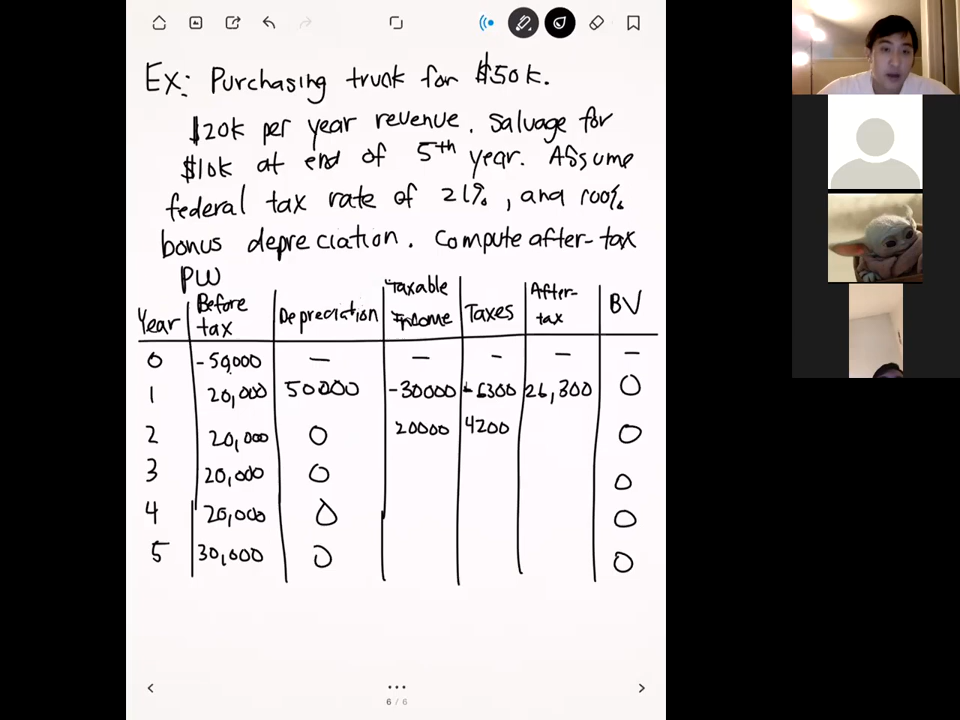 Ex: Purchasing truck for $50k.
$20k per year revenue. Salvage for
$10k at end of 5th year. Assume
federal tax rate of 21%, and 100%
bonus depreciation. Compute after-tax
PW
Year Before tax Depreciation Taxable Income Taxes After-tax BV
0 -50,000 — — - — —
1 20,000 50000 -30000 -6300 26,300 0
2 20,000 0 20000 4200 0
3 20,000 0 0
4 20,000 0 0
5 30,000 0 0
6 / 6